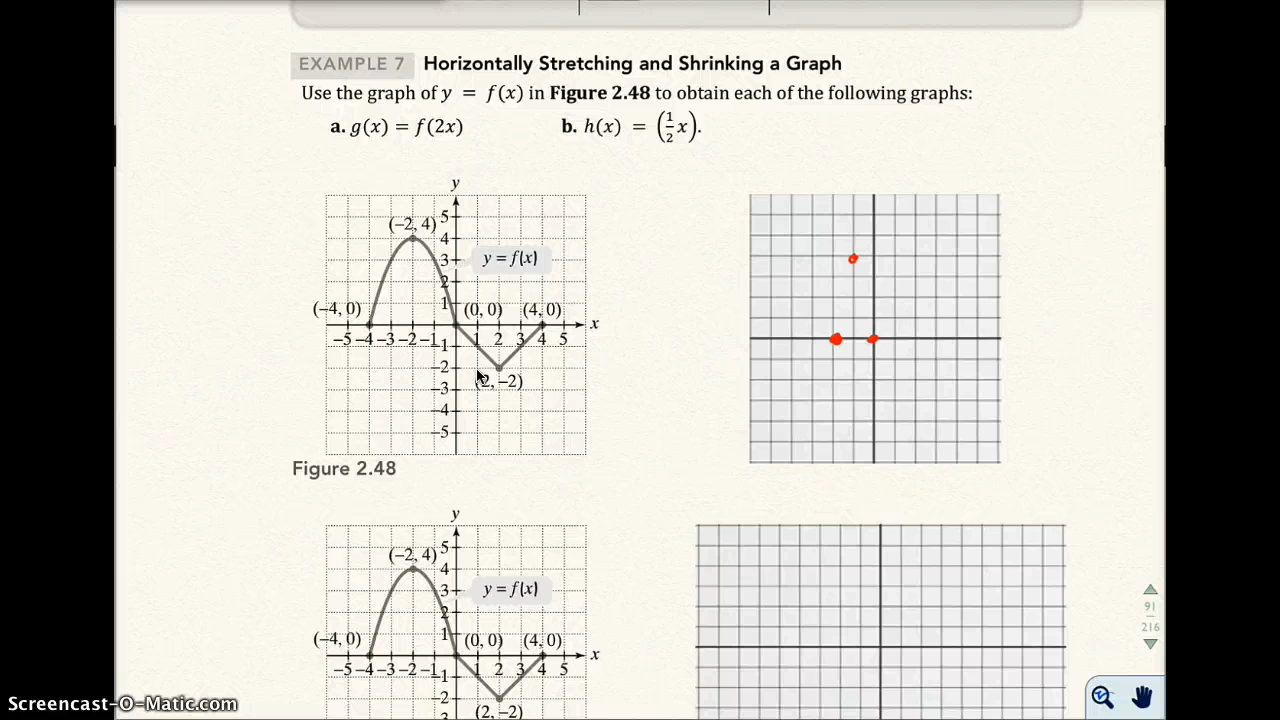 EXAMPLE 7 Horizontally Stretching and Shrinking a Graph
Use the graph of y = f(x) in Figure 2.48 to obtain each of the following graphs:
a. g(x) = f(2x) b. h(x) = (1/2 x).
y
(−2, 4)
5
4
3
2
1
y = f(x)
(−4, 0)
(0, 0)
(4, 0)
x
−5 −4 −3 −2 −1 1 2 3 4 5
−1
−2
−3
−4
−5
(2, −2)
Figure 2.48
y
(−2, 4)
5
4
3
2
1
y = f(x)
(−4, 0)
(0, 0)
(4, 0)
x
−5 −4 −3 −2 −1 1 2 3 4 5
(2, −2)
91
216
Screencast-O-Matic.com